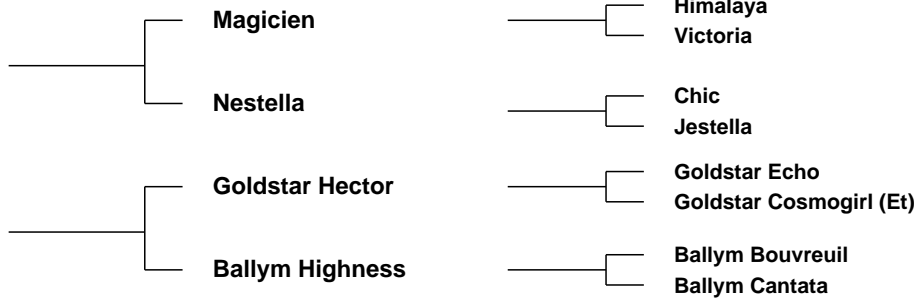 Magicien
Himalaya
Victoria
Nestella
Chic
Jestella
Goldstar Hector
Goldstar Echo
Goldstar Cosmogirl (Et)
Ballym Highness
Ballym Bouvreuil
Ballym Cantata